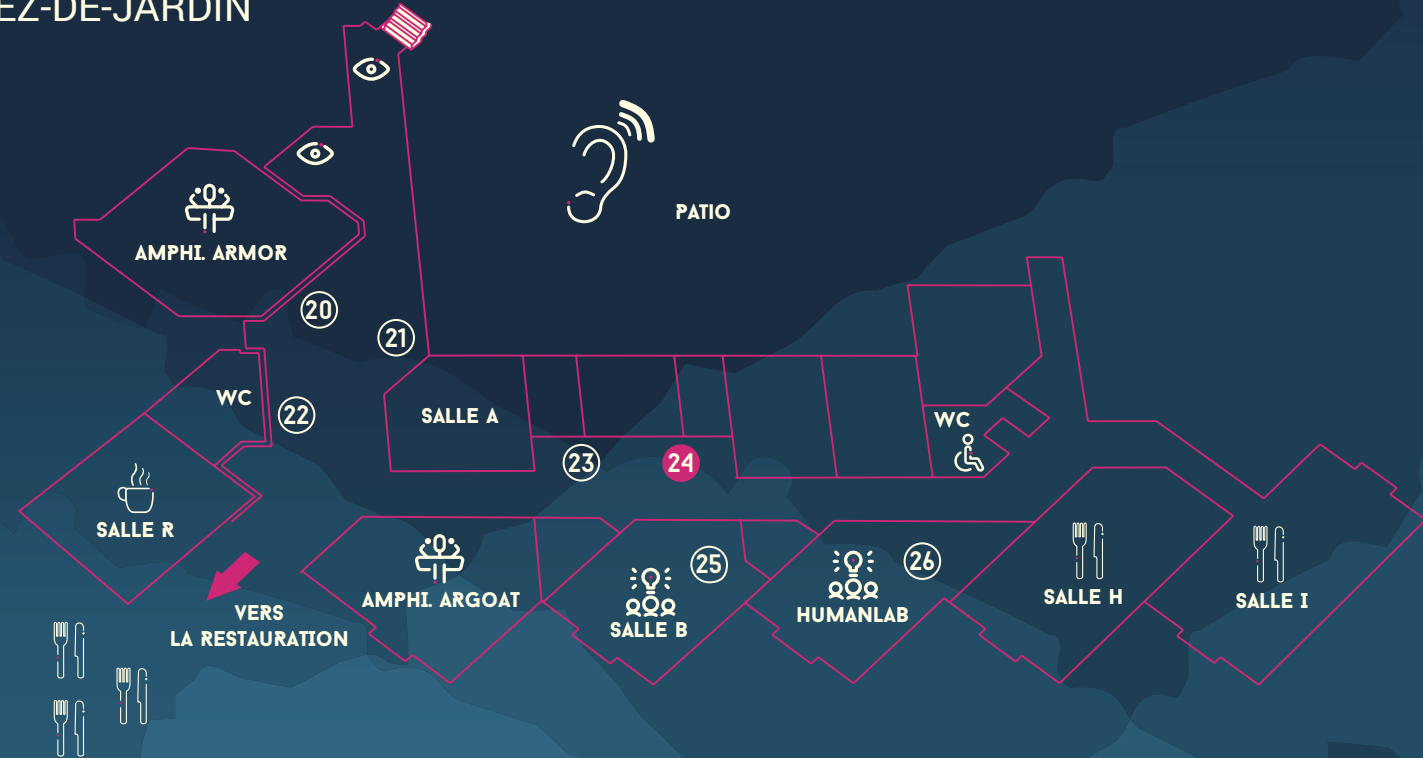 EZ-DE-JARDIN
PATIO
AMPHI. ARMOR
20
21
WC
22
SALLE A
WC
23
24
SALLE R
25
26
AMPHI. ARGOAT
SALLE B
HUMANLAB
SALLE H
SALLE I
VERS
LA RESTAURATION